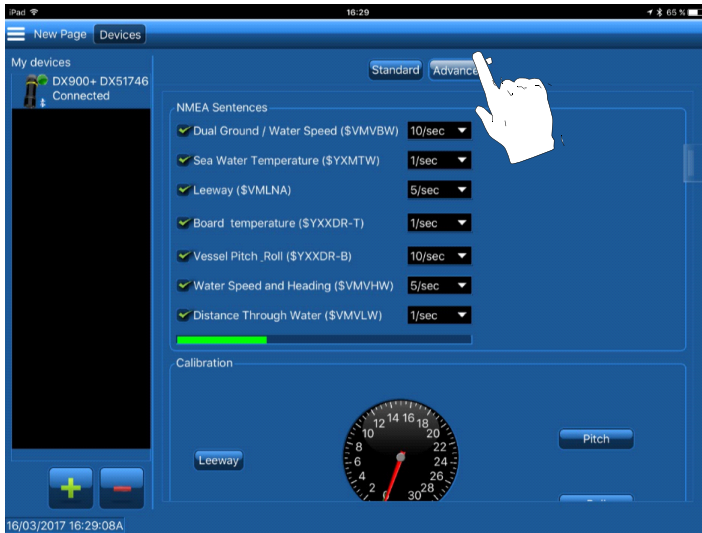 iPad 16:29 65 %
New Page Devices
My devices
DX900+ DX51746
Connected
Standard Advance
NMEA Sentences
Dual Ground / Water Speed ($VMVBW) 10/sec
Sea Water Temperature ($YXMTW) 1/sec
Leeway ($VMLNA) 5/sec
Board temperature ($YXXDR-T) 1/sec
Vessel Pitch_Roll ($YXXDR-B) 10/sec
Water Speed and Heading ($VMVHW) 5/sec
Distance Through Water ($VMVLW) 1/sec
Calibration
Leeway
0 2 4 6 8 10 12 14 16 18 20 22 24 26 28 30
Pitch
16/03/2017 16:29:08A